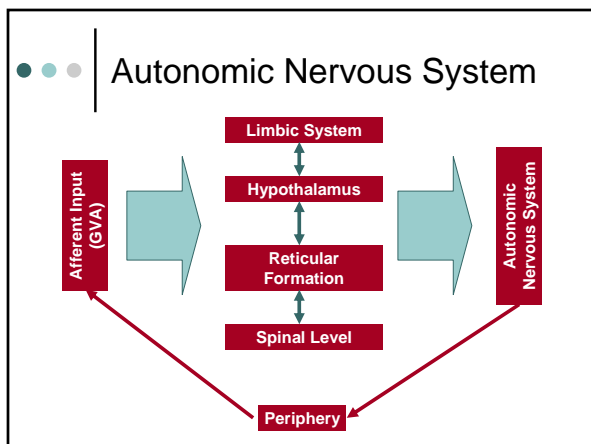 Autonomic Nervous System
Limbic System
Afferent Input
(GVA)
Hypothalamus
Autonomic
Nervous System
Reticular
Formation
Spinal Level
Periphery